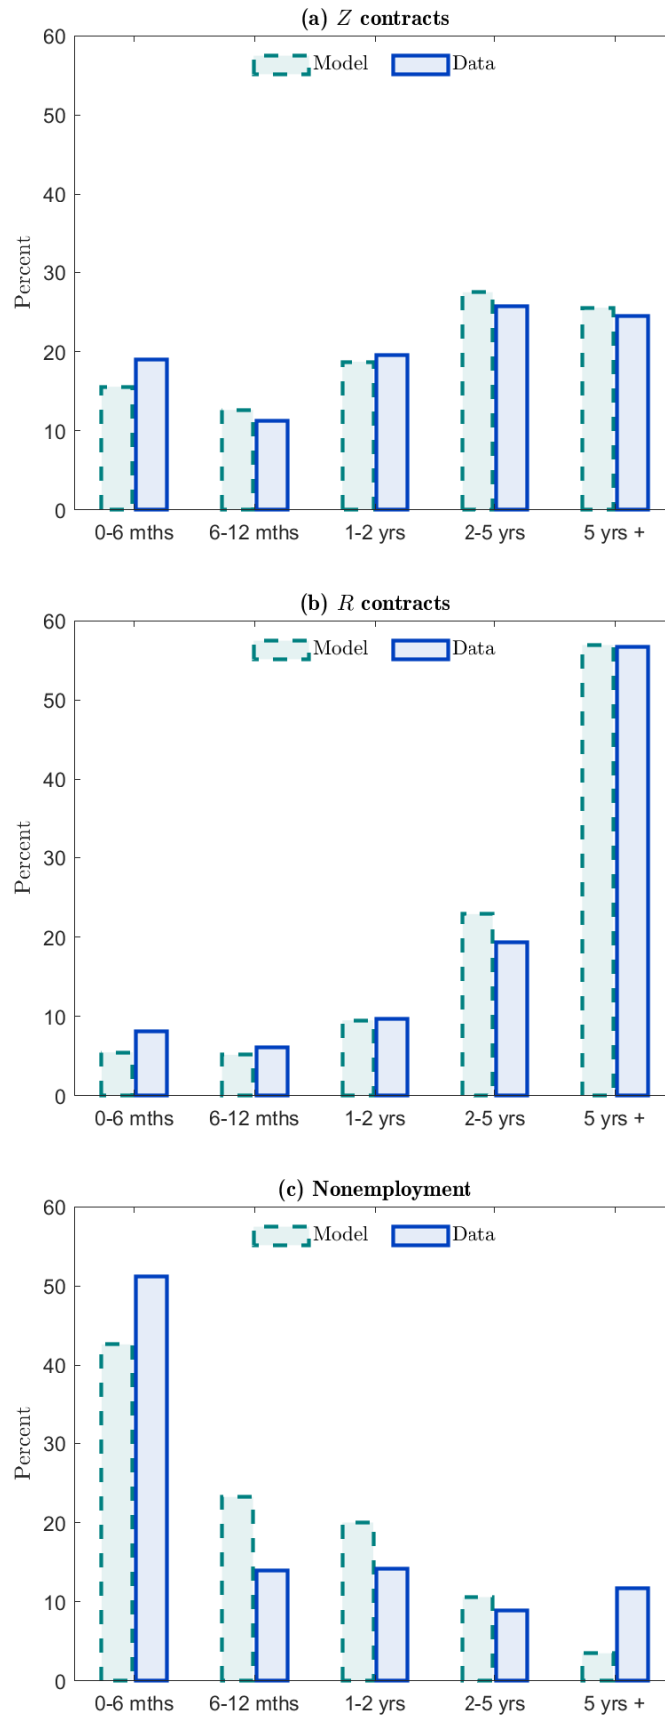 (a) Z contracts
Model Data
60
50
40
30
20
10
0
Percent
0-6 mths 6-12 mths 1-2 yrs 2-5 yrs 5 yrs +
(b) R contracts
Model Data
60
50
40
30
20
10
0
Percent
0-6 mths 6-12 mths 1-2 yrs 2-5 yrs 5 yrs +
(c) Nonemployment
Model Data
60
50
40
30
20
10
0
Percent
0-6 mths 6-12 mths 1-2 yrs 2-5 yrs 5 yrs +